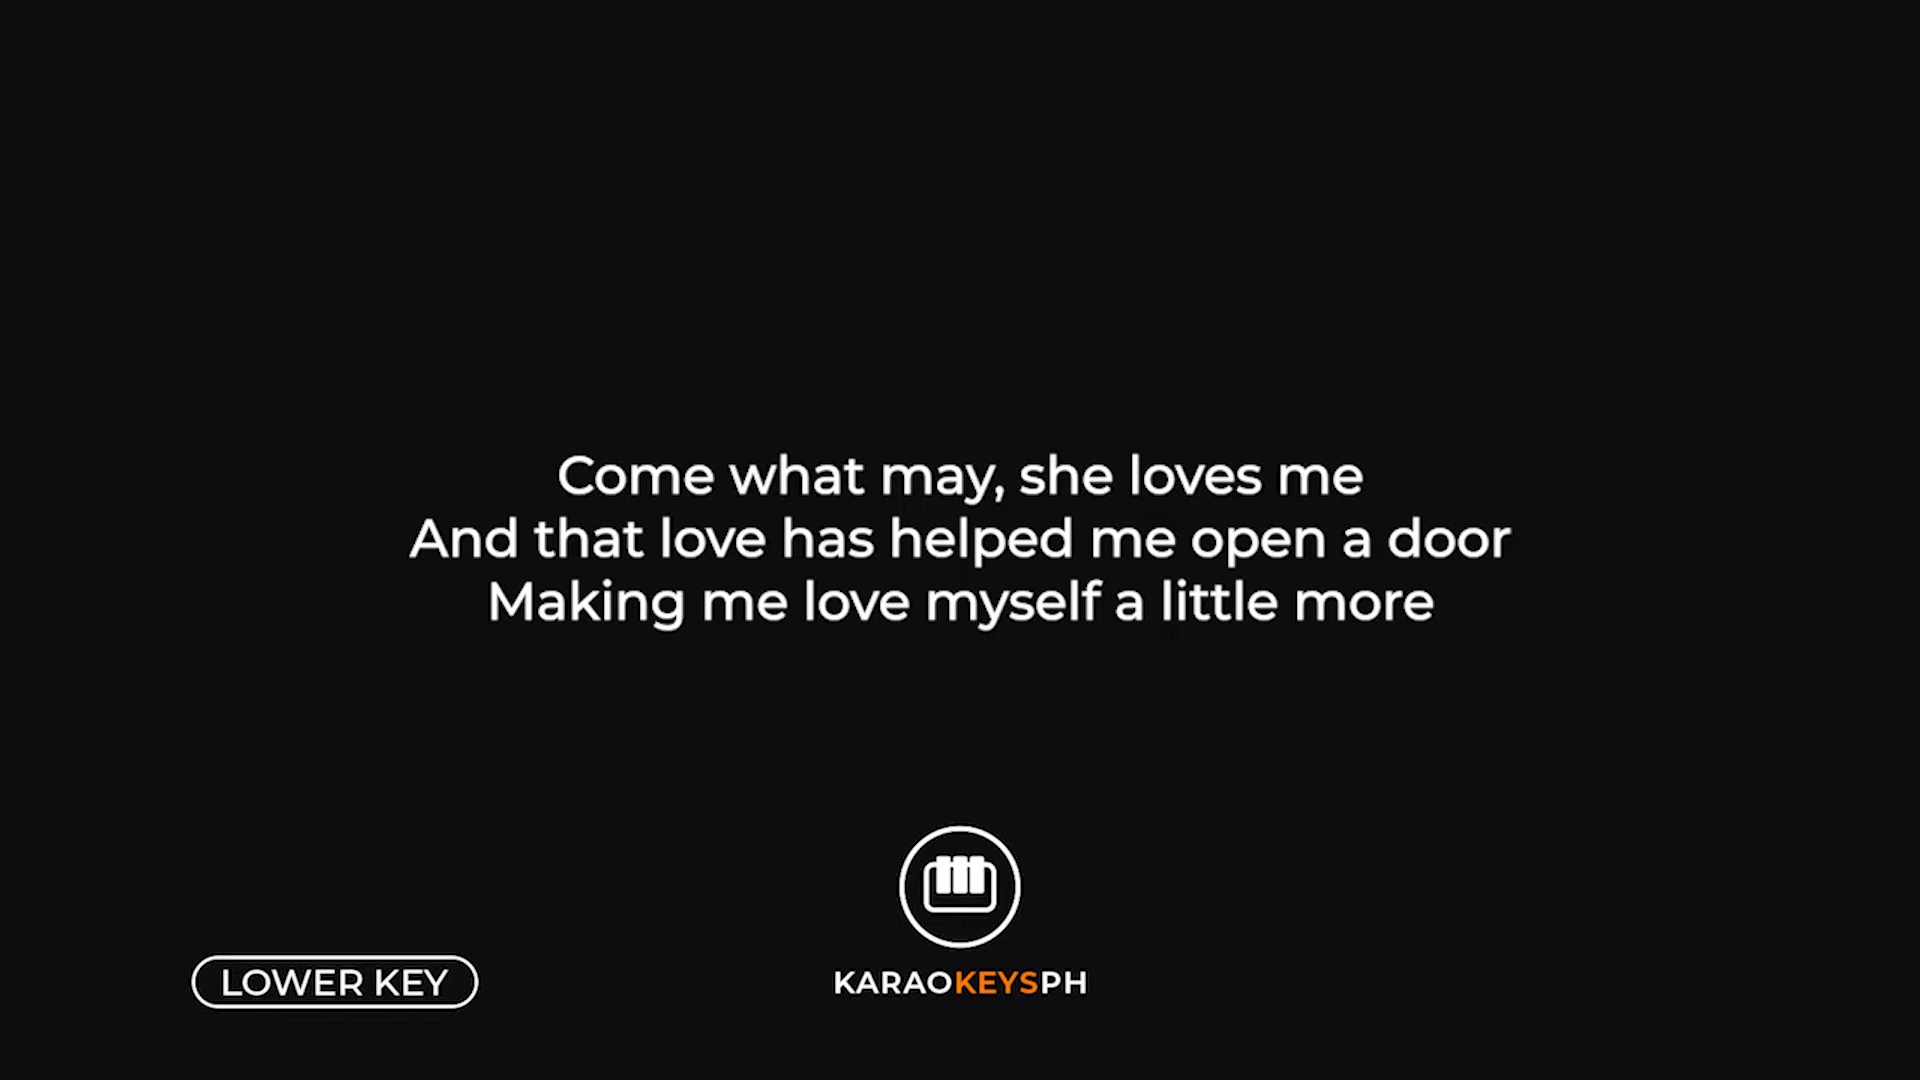 Come what may, she loves me
And that love has helped me open a door
Making me love myself a little more
LOWER KEY
KARAOKEYSPH